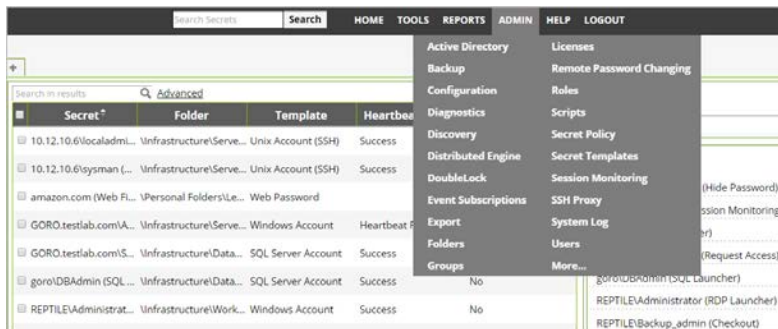 Search Secrets Search HOME TOOLS REPORTS ADMIN HELP LOGOUT
Active Directory Licenses
Backup Remote Password Changing
Configuration Roles
Diagnostics Scripts
Discovery Secret Policy
Distributed Engine Secret Templates
DoubleLock Session Monitoring
Event Subscriptions SSH Proxy
Export System Log
Folders Users
Groups More...
+
Search in results Advanced
Secret Folder Template Heartbea
10.12.10.6\localadmi... \Infrastructure\Serve... Unix Account (SSH) Success
10.12.10.6\sysman (... \Infrastructure\Serve... Unix Account (SSH) Success
amazon.com (Web Fi... \Personal Folders\Le... Web Password
GORO.testlab.com\A... \Infrastructure\Serve... Windows Account Heartbeat F
GORO.testlab.com\S... \Infrastructure\Data... SQL Server Account Success
goro\DBAdmin (SQL ... \Infrastructure\Data... SQL Server Account Success No
REPTILE\Administrat... \Infrastructure\Work... Windows Account Success No
(Hide Password)
ssion Monitoring
er)
(Request Access)
goro\DBAdmin (SQL Launcher)
REPTILE\Administrator (RDP Launcher)
REPTILE\Backup_admin (Checkout)